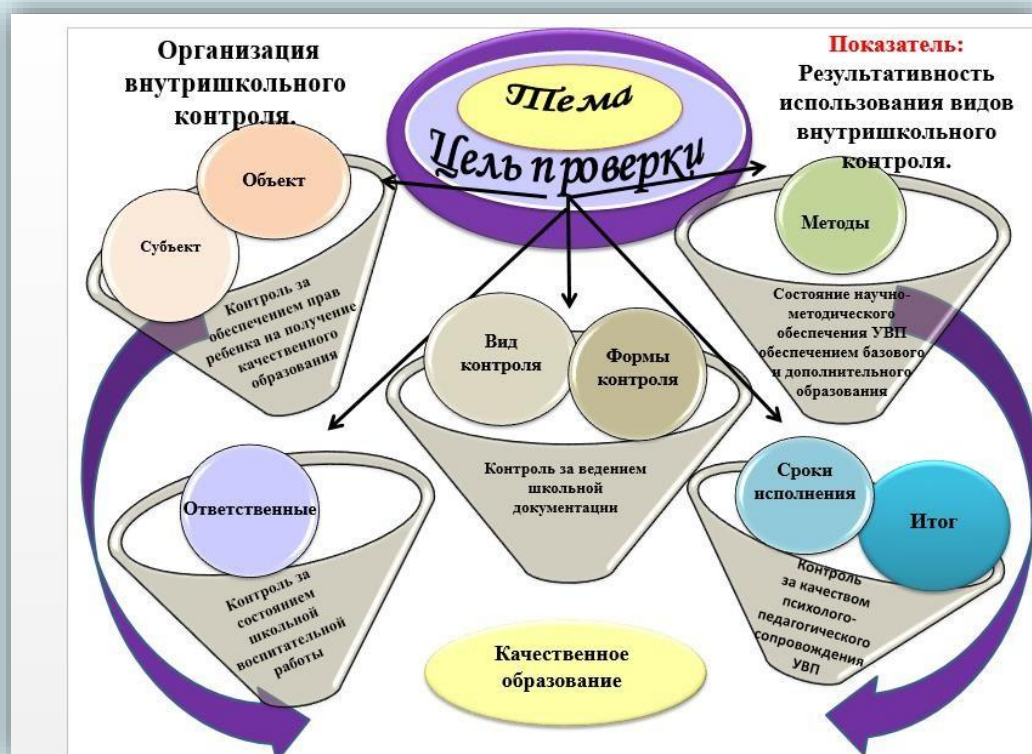 Организация
внутришкольного
контроля.
Тема
Цель проверки
Показатель:
Результативность
использования видов
внутришкольного
контроля.
Объект
Субъект
Контроль за
обеспечением прав
ребенка на получение
качественного
образования
Методы
Состояние научно-
методического
обеспечения УВП
обеспечением базового
и дополнительного
образования
Вид
контроля
Формы
контроля
Контроль за ведением
школьной
документации
Ответственные
Контроль за
состоянием
школьной
воспитательной
работы
Сроки
исполнения
Итог
Контроль
за качеством
психолого-
педагогического
сопровождения
УВП
Качественное
образование